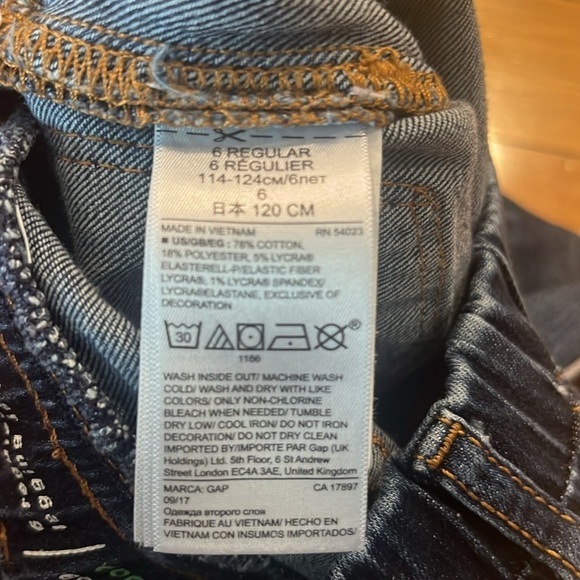 6 REGULAR
6 RÉGULIER
114-124см/6лет
6
日本 120 CM
MADE IN VIETNAM RN 54023
■ US/GB/EG: 76% COTTON,
18% POLYESTER, 5% LYCRA®
ELASTERELL-P/ELASTIC FIBER
LYCRA®, 1% LYCRA® SPANDEX/
LYCRA®ELASTANE, EXCLUSIVE OF
DECORATION
30
®
1166
WASH INSIDE OUT/ MACHINE WASH
COLD/ WASH AND DRY WITH LIKE
COLORS/ ONLY NON-CHLORINE
BLEACH WHEN NEEDED/ TUMBLE
DRY LOW/ COOL IRON/ DO NOT IRON
DECORATION/ DO NOT DRY CLEAN
IMPORTED BY/IMPORTE PAR Gap (UK
Holdings) Ltd. 5th Floor, 6 St Andrew
Street London EC4A 3AE, United Kingdom
MARCA: GAP CA 17897
09/17
Одежда второго слоя
FABRIQUE AU VIETNAM/ HECHO EN
VIETNAM CON INSUMOS IMPORTADOS.